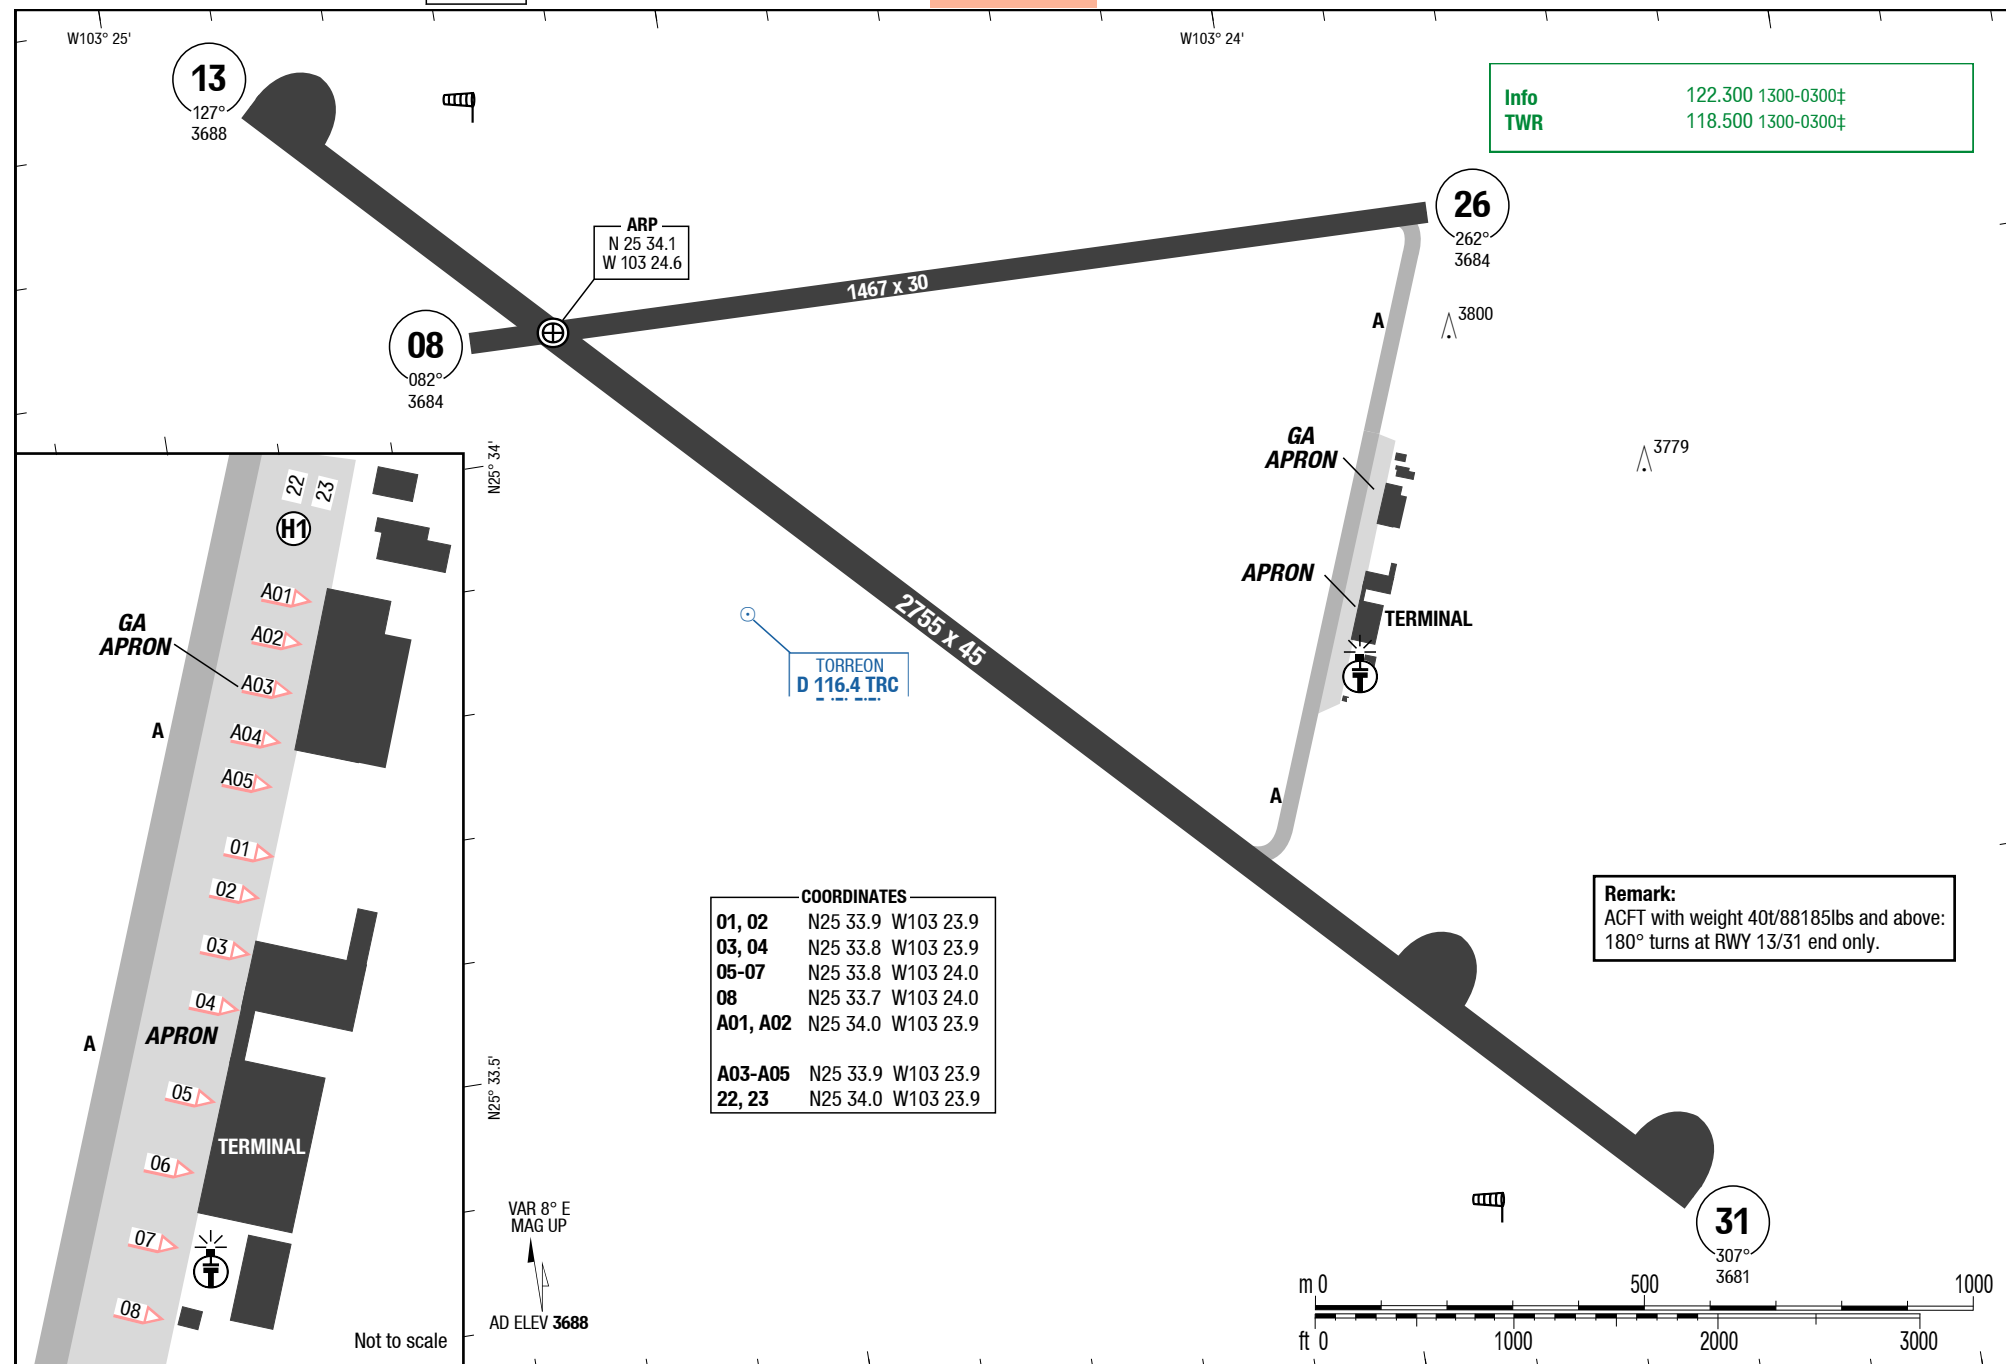 W103° 25'
W103° 24'
13
127°
3688
Info 122.300 1300-0300‡
TWR 118.500 1300-0300‡
ARP
N 25 34.1
W 103 24.6
26
262°
3684
1467 x 30
08
082°
3684
A
3800
3779
GA
APRON
APRON
TERMINAL
N25° 34'
22
23
H1
A01
A02
GA
APRON
A03
A
A04
A05
01
02
03
04
APRON
A
05
TERMINAL
06
07
08
Not to scale
2755 x 45
TORREON
D 116.4 TRC
A
COORDINATES
01, 02 N25 33.9 W103 23.9
03, 04 N25 33.8 W103 23.9
05-07 N25 33.8 W103 24.0
08 N25 33.7 W103 24.0
A01, A02 N25 34.0 W103 23.9
A03-A05 N25 33.9 W103 23.9
22, 23 N25 34.0 W103 23.9
Remark:
ACFT with weight 40t/88185lbs and above:
180° turns at RWY 13/31 end only.
N25° 33.5'
VAR 8° E
MAG UP
AD ELEV 3688
31
307°
3681
m 0 500 1000
ft 0 1000 2000 3000